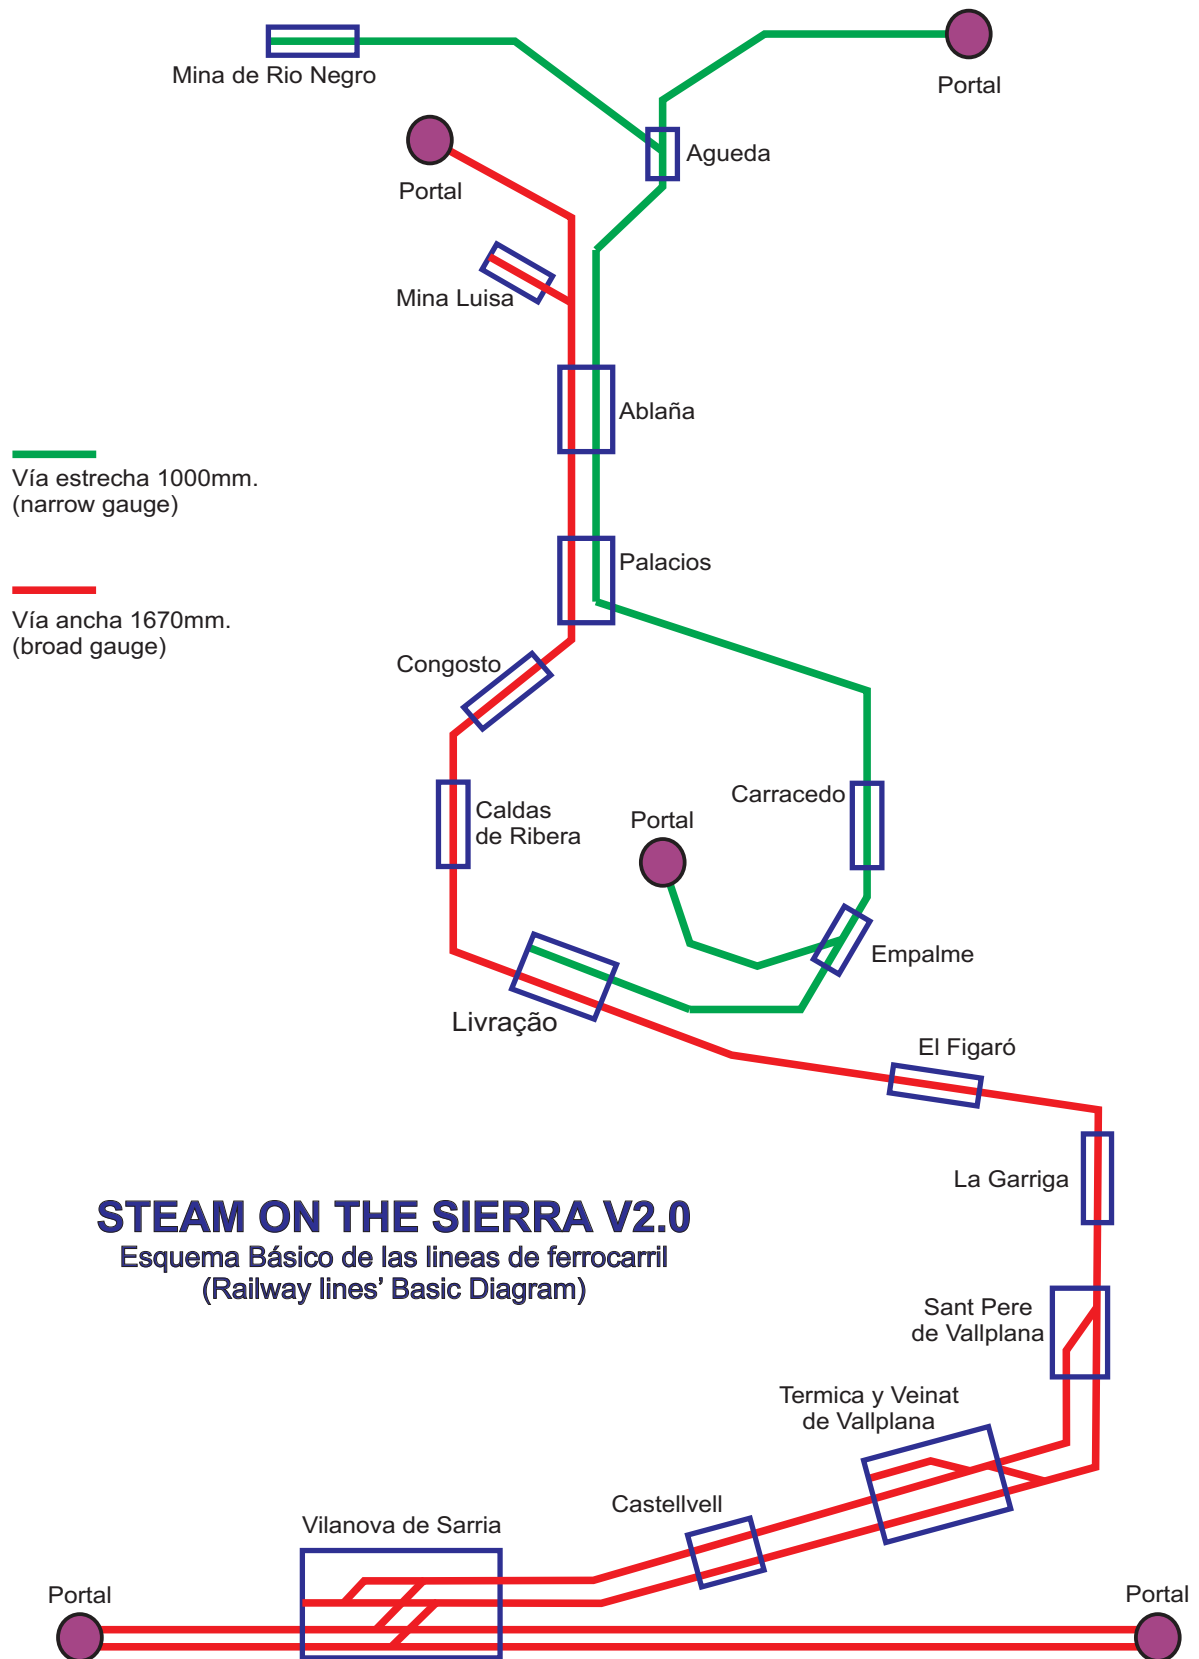 Mina de Rio Negro
Portal
Portal
Agueda
Mina Luisa
Ablaña
Vía estrecha 1000mm.
(narrow gauge)
Palacios
Vía ancha 1670mm.
(broad gauge)
Congosto
Carracedo
Caldas
de Ribera
Portal
Empalme
Livração
El Figaró
La Garriga
STEAM ON THE SIERRA V2.0
Esquema Básico de las lineas de ferrocarril
(Railway lines' Basic Diagram)
Sant Pere
de Vallplana
Termica y Veinat
de Vallplana
Castellvell
Vilanova de Sarria
Portal
Portal